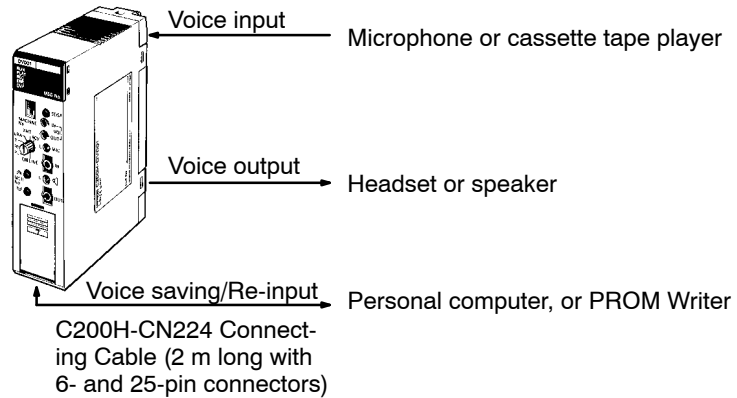 Voice input
Microphone or cassette tape player
Voice output
Headset or speaker
Voice saving/Re-input
Personal computer, or PROM Writer
C200H-CN224 Connect-
ing Cable (2 m long with
6- and 25-pin connectors)